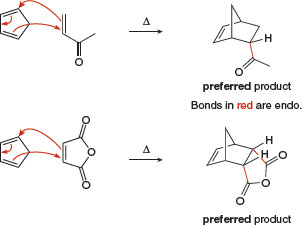 Δ
H
O
O
preferred product
Bonds in red are endo.
O
Δ
H
O
H
O
O
O
O
preferred product